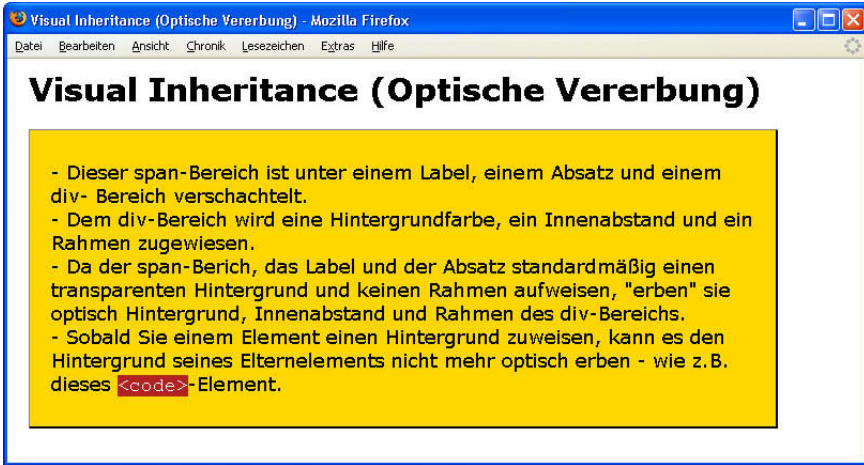 Visual Inheritance (Optische Vererbung) - Mozilla Firefox
Datei Bearbeiten Ansicht Chronik Lesezeichen Extras Hilfe
Visual Inheritance (Optische Vererbung)
- Dieser span-Bereich ist unter einem Label, einem Absatz und einem
div- Bereich verschachtelt.
- Dem div-Bereich wird eine Hintergrundfarbe, ein Innenabstand und ein
Rahmen zugewiesen.
- Da der span-Berich, das Label und der Absatz standardmäßig einen
transparenten Hintergrund und keinen Rahmen aufweisen, "erben" sie
optisch Hintergrund, Innenabstand und Rahmen des div-Bereichs.
- Sobald Sie einem Element einen Hintergrund zuweisen, kann es den
Hintergrund seines Elternelements nicht mehr optisch erben - wie z.B.
dieses <code>-Element.